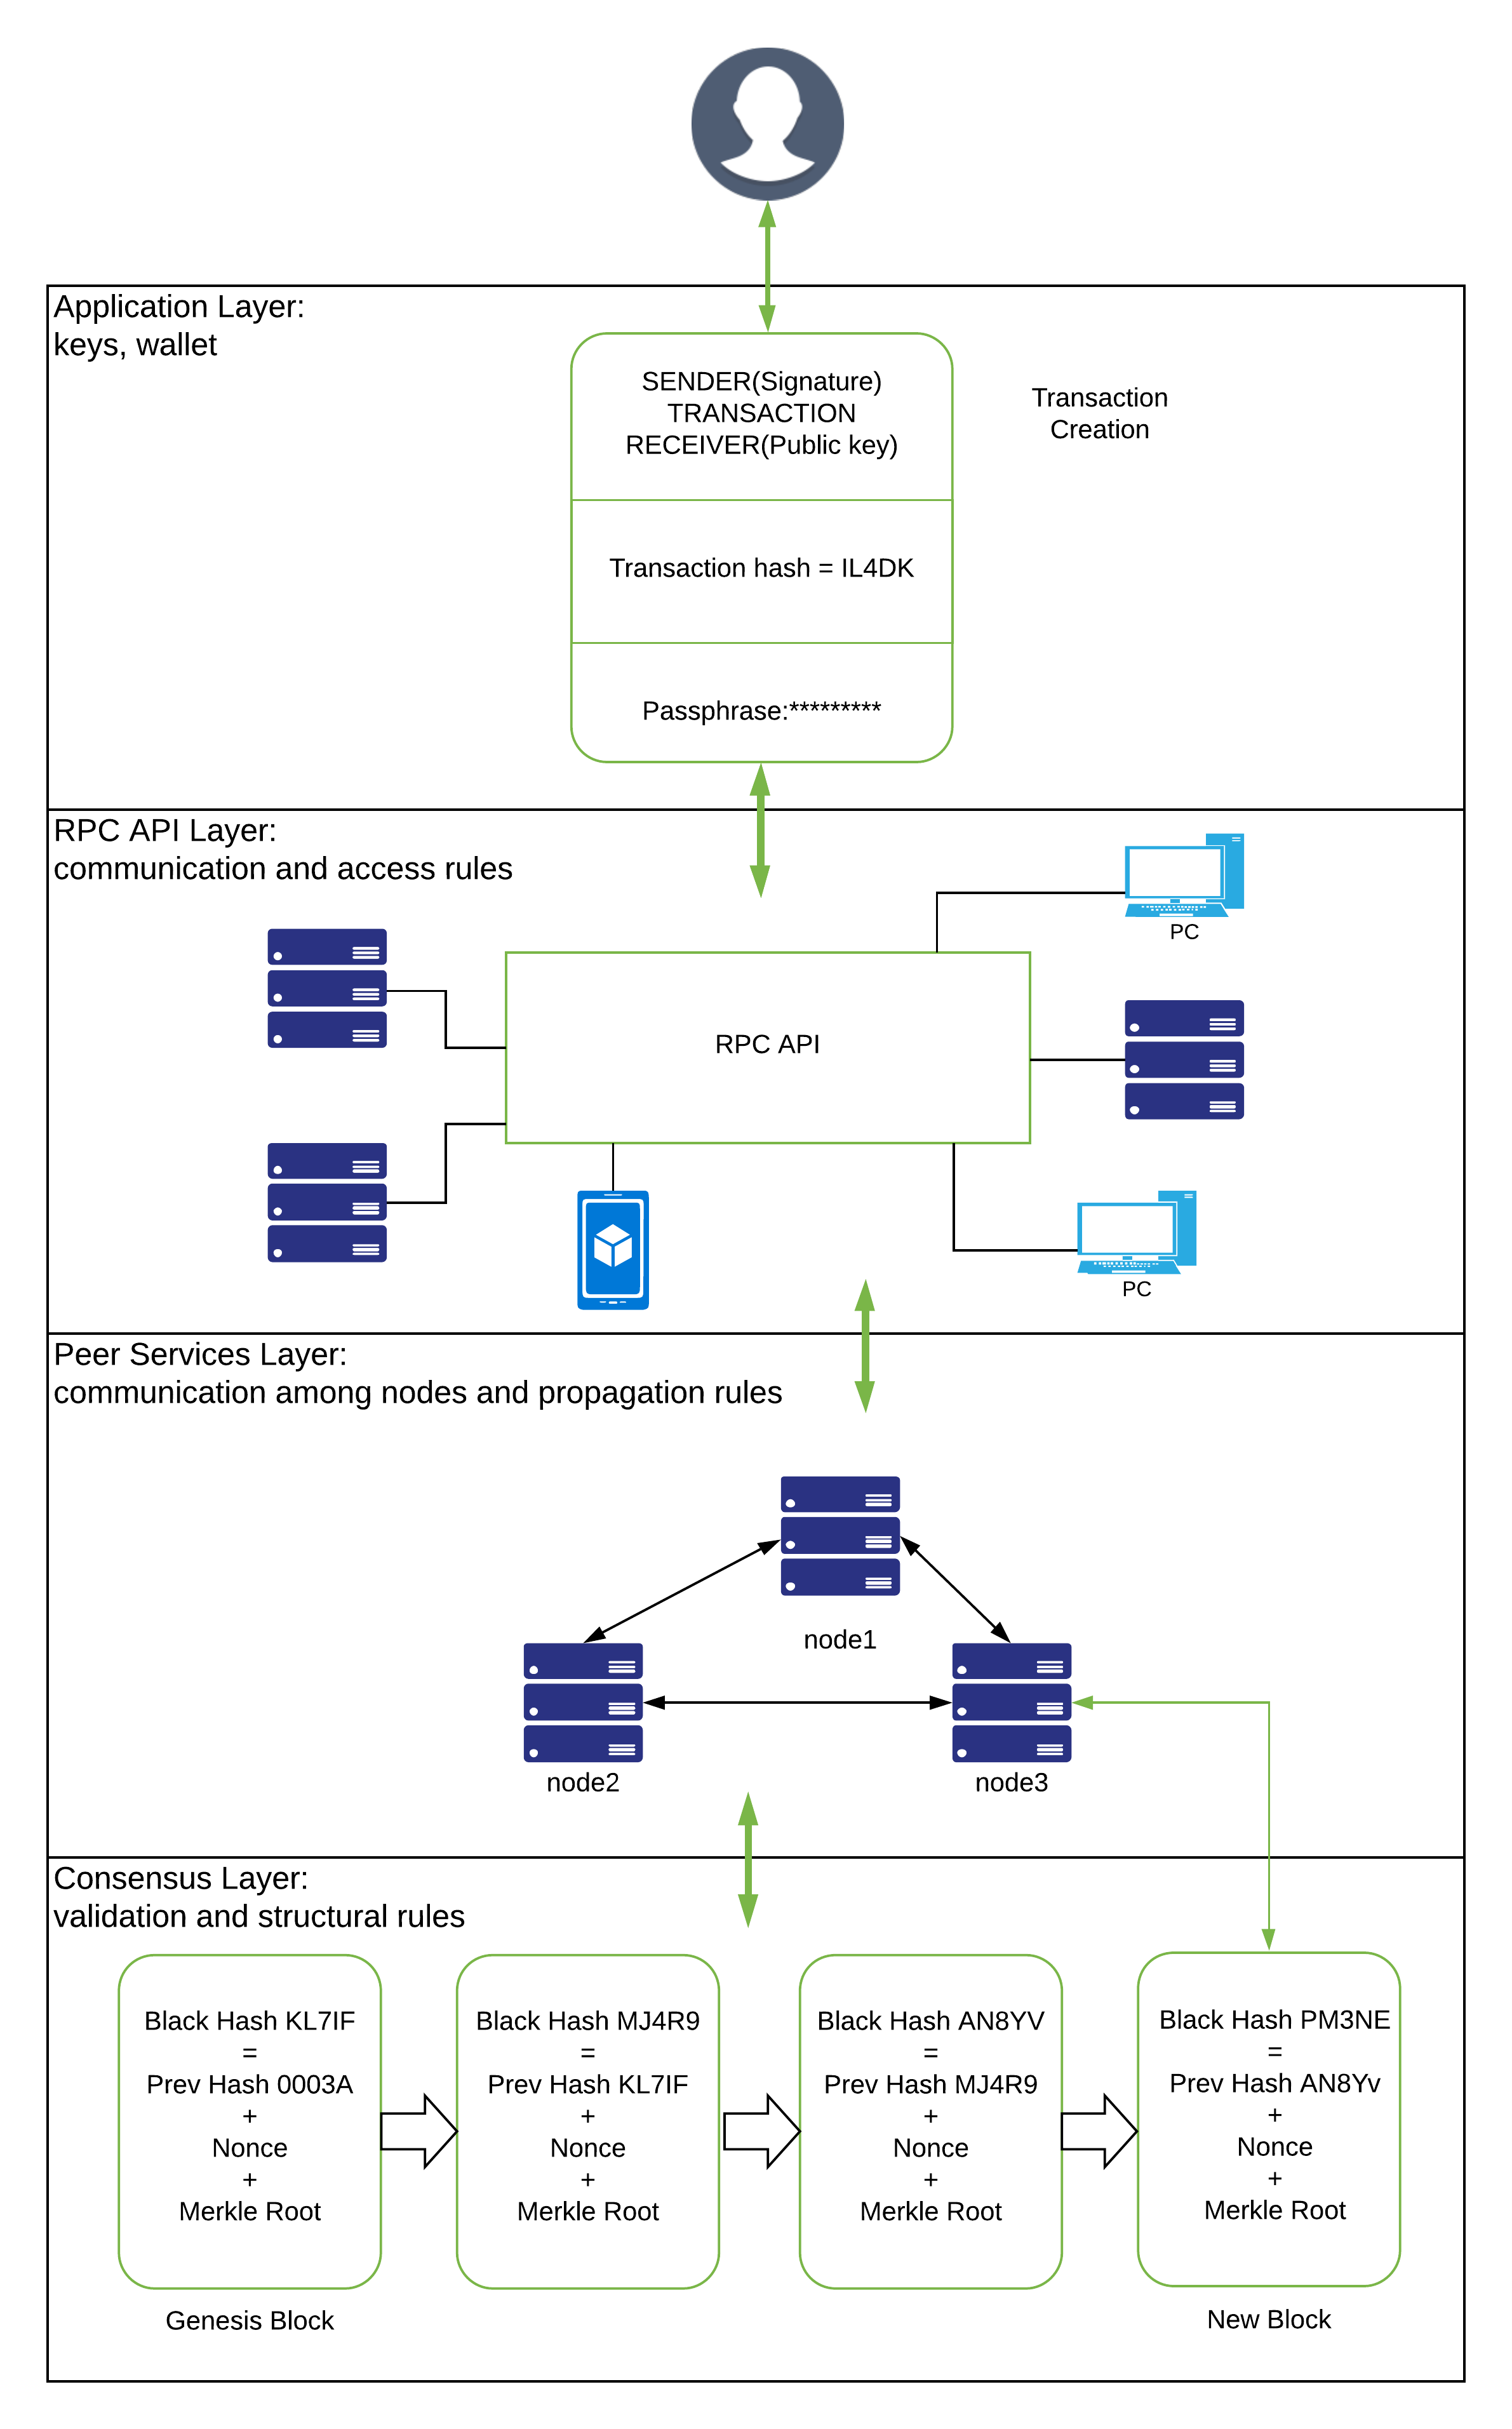 Application Layer:
keys, wallet
SENDER(Signature)
TRANSACTION
RECEIVER(Public key)
Transaction
Creation
Transaction hash = IL4DK
Passphrase:*********
RPC API Layer:
communication and access rules
PC
RPC API
PC
Peer Services Layer:
communication among nodes and propagation rules
node1
node2
node3
Consensus Layer:
validation and structural rules
Black Hash KL7IF
=
Prev Hash 0003A
+
Nonce
+
Merkle Root
Genesis Block
Black Hash MJ4R9
=
Prev Hash KL7IF
+
Nonce
+
Merkle Root
Black Hash AN8YV
=
Prev Hash MJ4R9
+
Nonce
+
Merkle Root
Black Hash PM3NE
=
Prev Hash AN8Yv
+
Nonce
+
Merkle Root
New Block